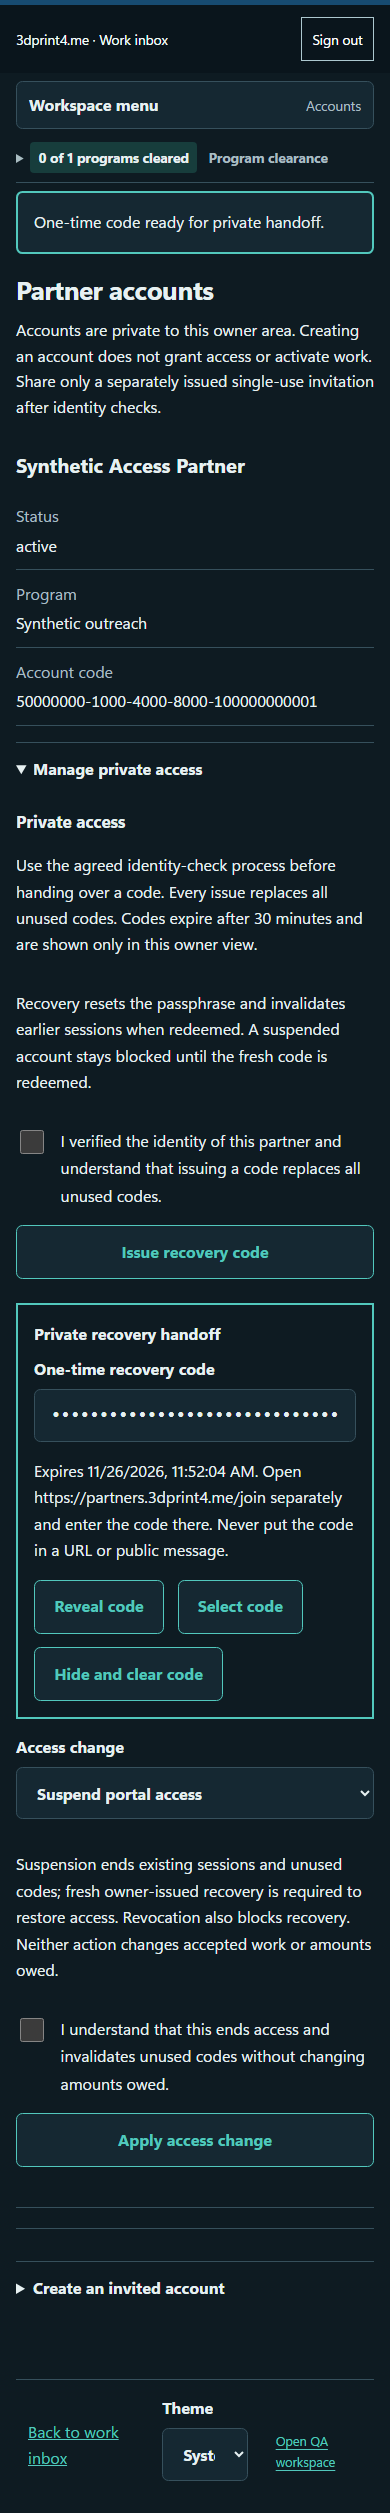 3dprint4.me · Work inbox
Sign out
Workspace menu
Accounts
0 of 1 programs cleared
Program clearance
One-time code ready for private handoff.
Partner accounts
Accounts are private to this owner area. Creating
an account does not grant access or activate work.
Share only a separately issued single-use invitation
after identity checks.
Synthetic Access Partner
Status
active
Program
Synthetic outreach
Account code
50000000-1000-4000-8000-100000000001
Manage private access
Private access
Use the agreed identity-check process before
handing over a code. Every issue replaces all
unused codes. Codes expire after 30 minutes and
are shown only in this owner view.
Recovery resets the passphrase and invalidates
earlier sessions when redeemed. A suspended
account stays blocked until the fresh code is
redeemed.
I verified the identity of this partner and
understand that issuing a code replaces all
unused codes.
Issue recovery code
Private recovery handoff
One-time recovery code
Expires 11/26/2026, 11:52:04 AM. Open
https://partners.3dprint4.me/join separately
and enter the code there. Never put the code
in a URL or public message.
Reveal code
Select code
Hide and clear code
Access change
Suspend portal access
Suspension ends existing sessions and unused
codes; fresh owner-issued recovery is required to
restore access. Revocation also blocks recovery.
Neither action changes accepted work or amounts
owed.
I understand that this ends access and
invalidates unused codes without changing
amounts owed.
Apply access change
Create an invited account
Back to work
inbox
Theme
Syst
Open QA
workspace